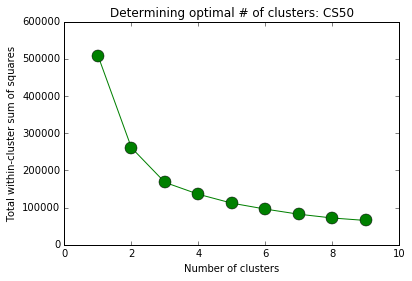 Determining optimal # of clusters: CS50
Total within-cluster sum of squares
600000
500000
400000
300000
200000
100000
0
0 2 4 6 8 10
Number of clusters